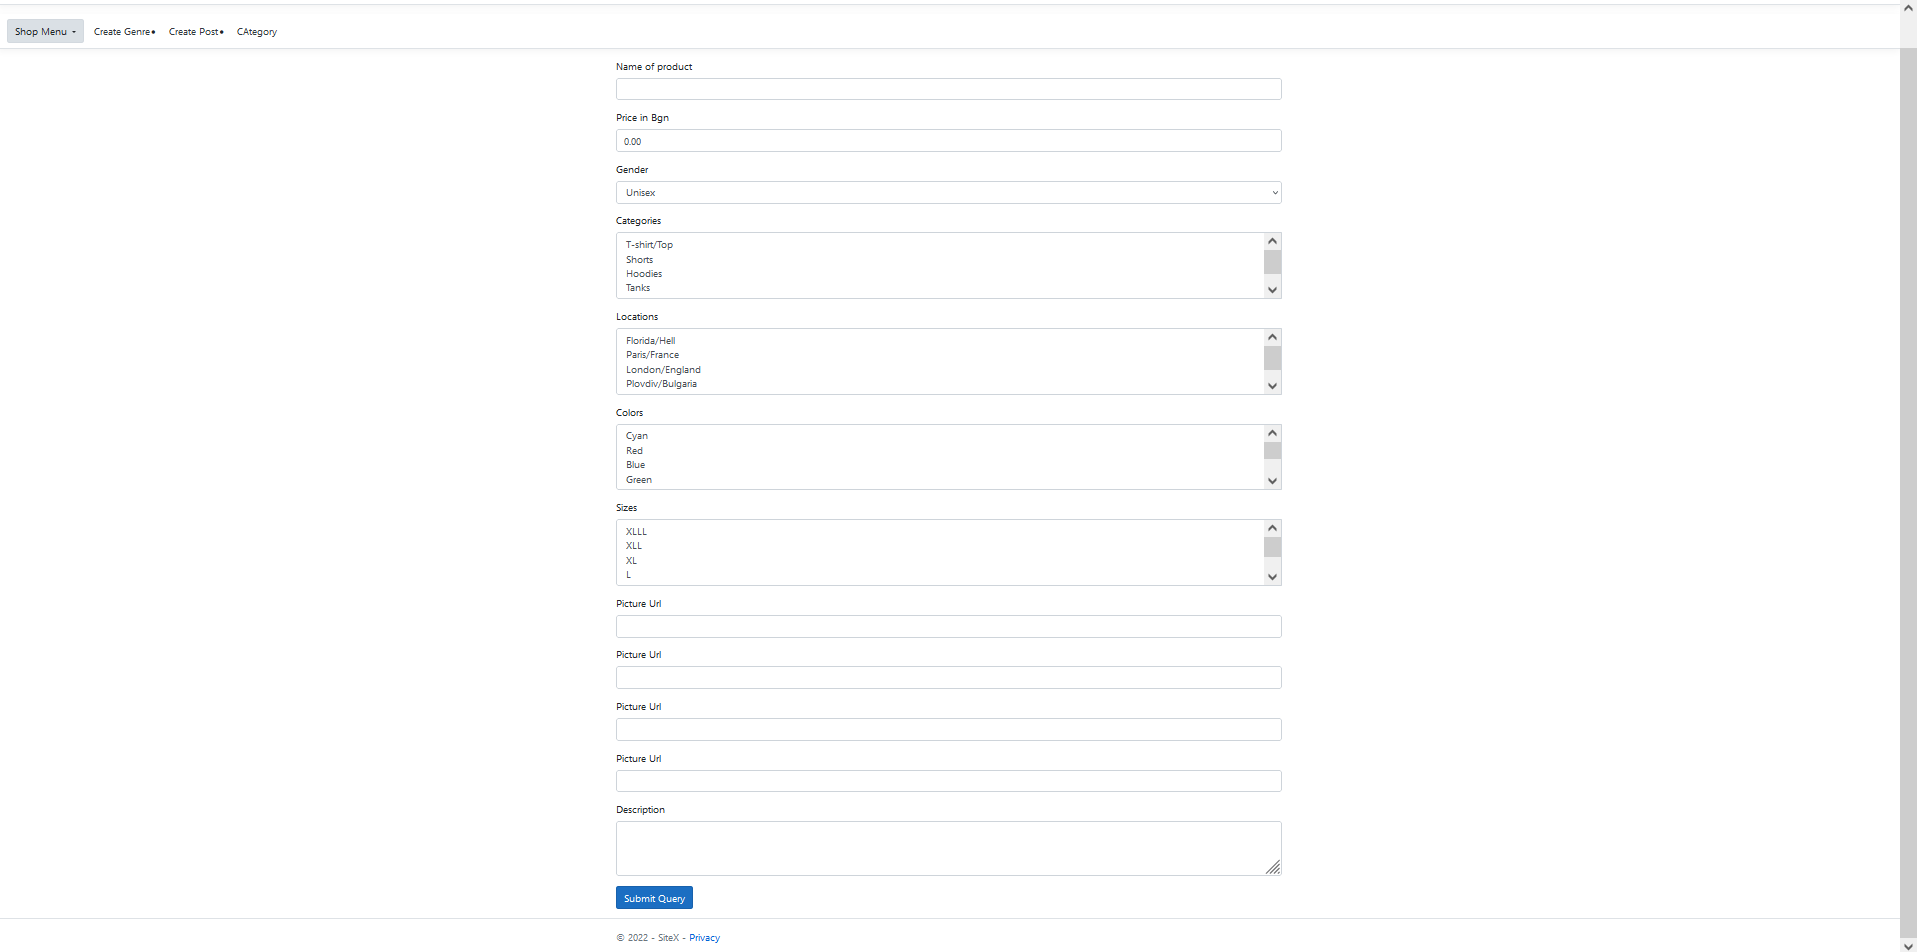 Shop Menu
Create Genre•
Create Post•
CAtegory
Name of product
Price in Bgn
0.00
Gender
Unisex
Categories
T-shirt/Top
Shorts
Hoodies
Tanks
Locations
Florida/Hell
Paris/France
London/England
Plovdiv/Bulgaria
Colors
Cyan
Red
Blue
Green
Sizes
XLLL
XLL
XL
L
Picture Url
Picture Url
Picture Url
Picture Url
Description
Submit Query
© 2022 - SiteX - Privacy